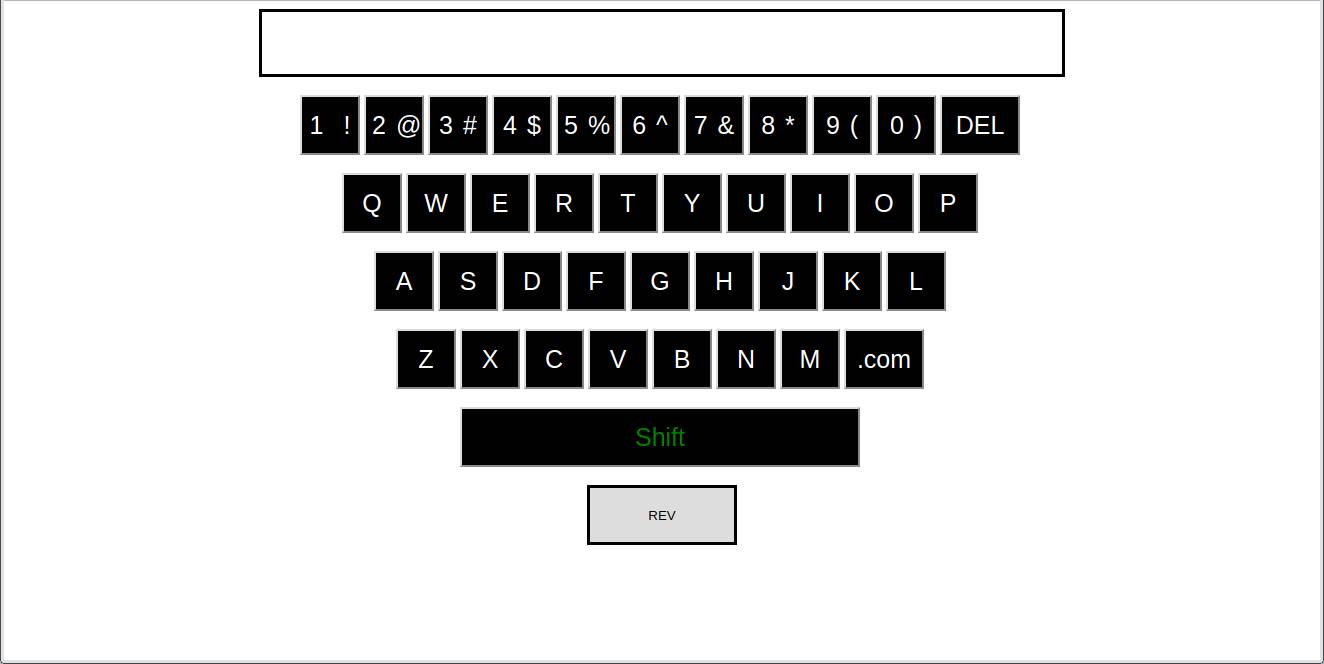 1 ! 2 @ 3 # 4 $ 5 % 6 ^ 7 & 8 * 9 ( 0 ) DEL
Q W E R T Y U I O P
A S D F G H J K L
Z X C V B N M .com
Shift
REV